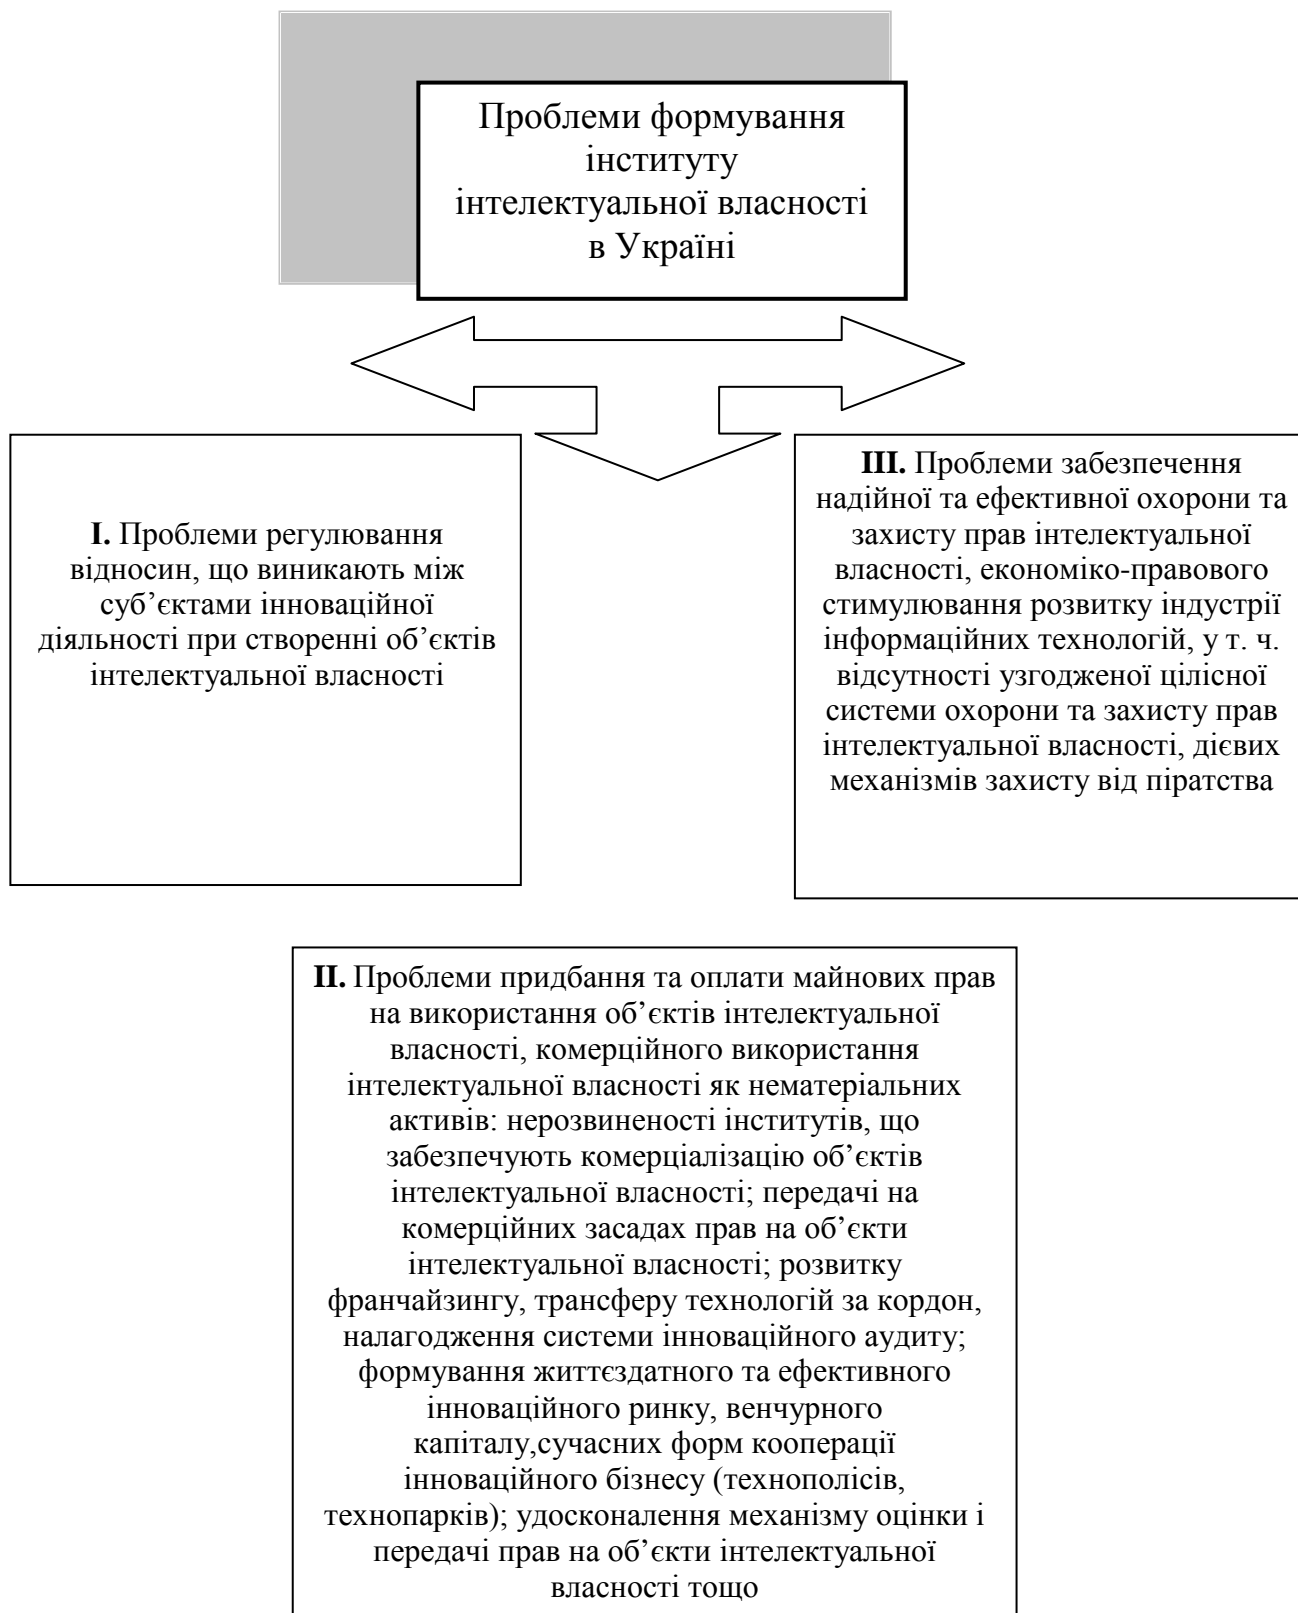 Проблеми формування
інституту
інтелектуальної власності
в Україні
I. Проблеми регулювання
відносин, що виникають між
суб’єктами інноваційної
діяльності при створенні об’єктів
інтелектуальної власності
III. Проблеми забезпечення
надійної та ефективної охорони та
захисту прав інтелектуальної
власності, економіко-правового
стимулювання розвитку індустрії
інформаційних технологій, у т. ч.
відсутності узгодженої цілісної
системи охорони та захисту прав
інтелектуальної власності, дієвих
механізмів захисту від піратства
II. Проблеми придбання та оплати майнових прав
на використання об’єктів інтелектуальної
власності, комерційного використання
інтелектуальної власності як нематеріальних
активів: нерозвиненості інститутів, що
забезпечують комерціалізацію об’єктів
інтелектуальної власності; передачі на
комерційних засадах прав на об’єкти
інтелектуальної власності; розвитку
франчайзингу, трансферу технологій за кордон,
налагодження системи інноваційного аудиту;
формування життєздатного та ефективного
інноваційного ринку, венчурного
капіталу,сучасних форм кооперації
інноваційного бізнесу (технополісів,
технопарків); удосконалення механізму оцінки і
передачі прав на об’єкти інтелектуальної
власності тощо